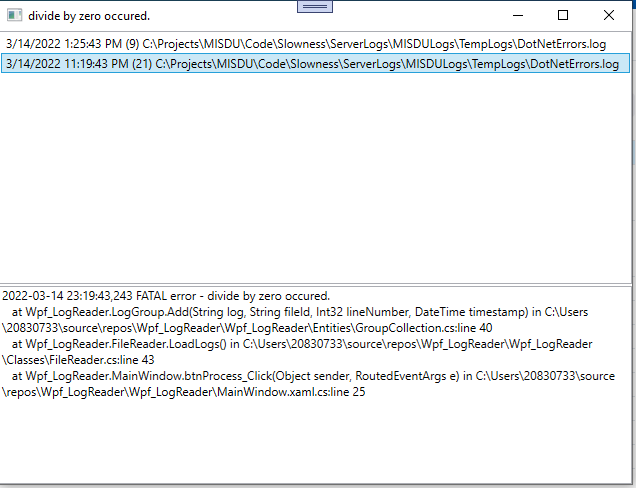 divide by zero occured.
3/14/2022 1:25:43 PM (9) C:\Projects\MISDU\Code\Slowness\ServerLogs\MISDULogs\TempLogs\DotNetErrors.log
3/14/2022 11:19:43 PM (21) C:\Projects\MISDU\Code\Slowness\ServerLogs\MISDULogs\TempLogs\DotNetErrors.log
2022-03-14 23:19:43,243 FATAL error - divide by zero occured.
at Wpf_LogReader.LogGroup.Add(String log, String fileId, Int32 lineNumber, DateTime timestamp) in C:\Users
\20830733\source\repos\Wpf_LogReader\Wpf_LogReader\Entities\GroupCollection.cs:line 40
at Wpf_LogReader.FileReader.LoadLogs() in C:\Users\20830733\source\repos\Wpf_LogReader\Wpf_LogReader
\Classes\FileReader.cs:line 43
at Wpf_LogReader.MainWindow.btnProcess_Click(Object sender, RoutedEventArgs e) in C:\Users\20830733\source
\repos\Wpf_LogReader\Wpf_LogReader\MainWindow.xaml.cs:line 25